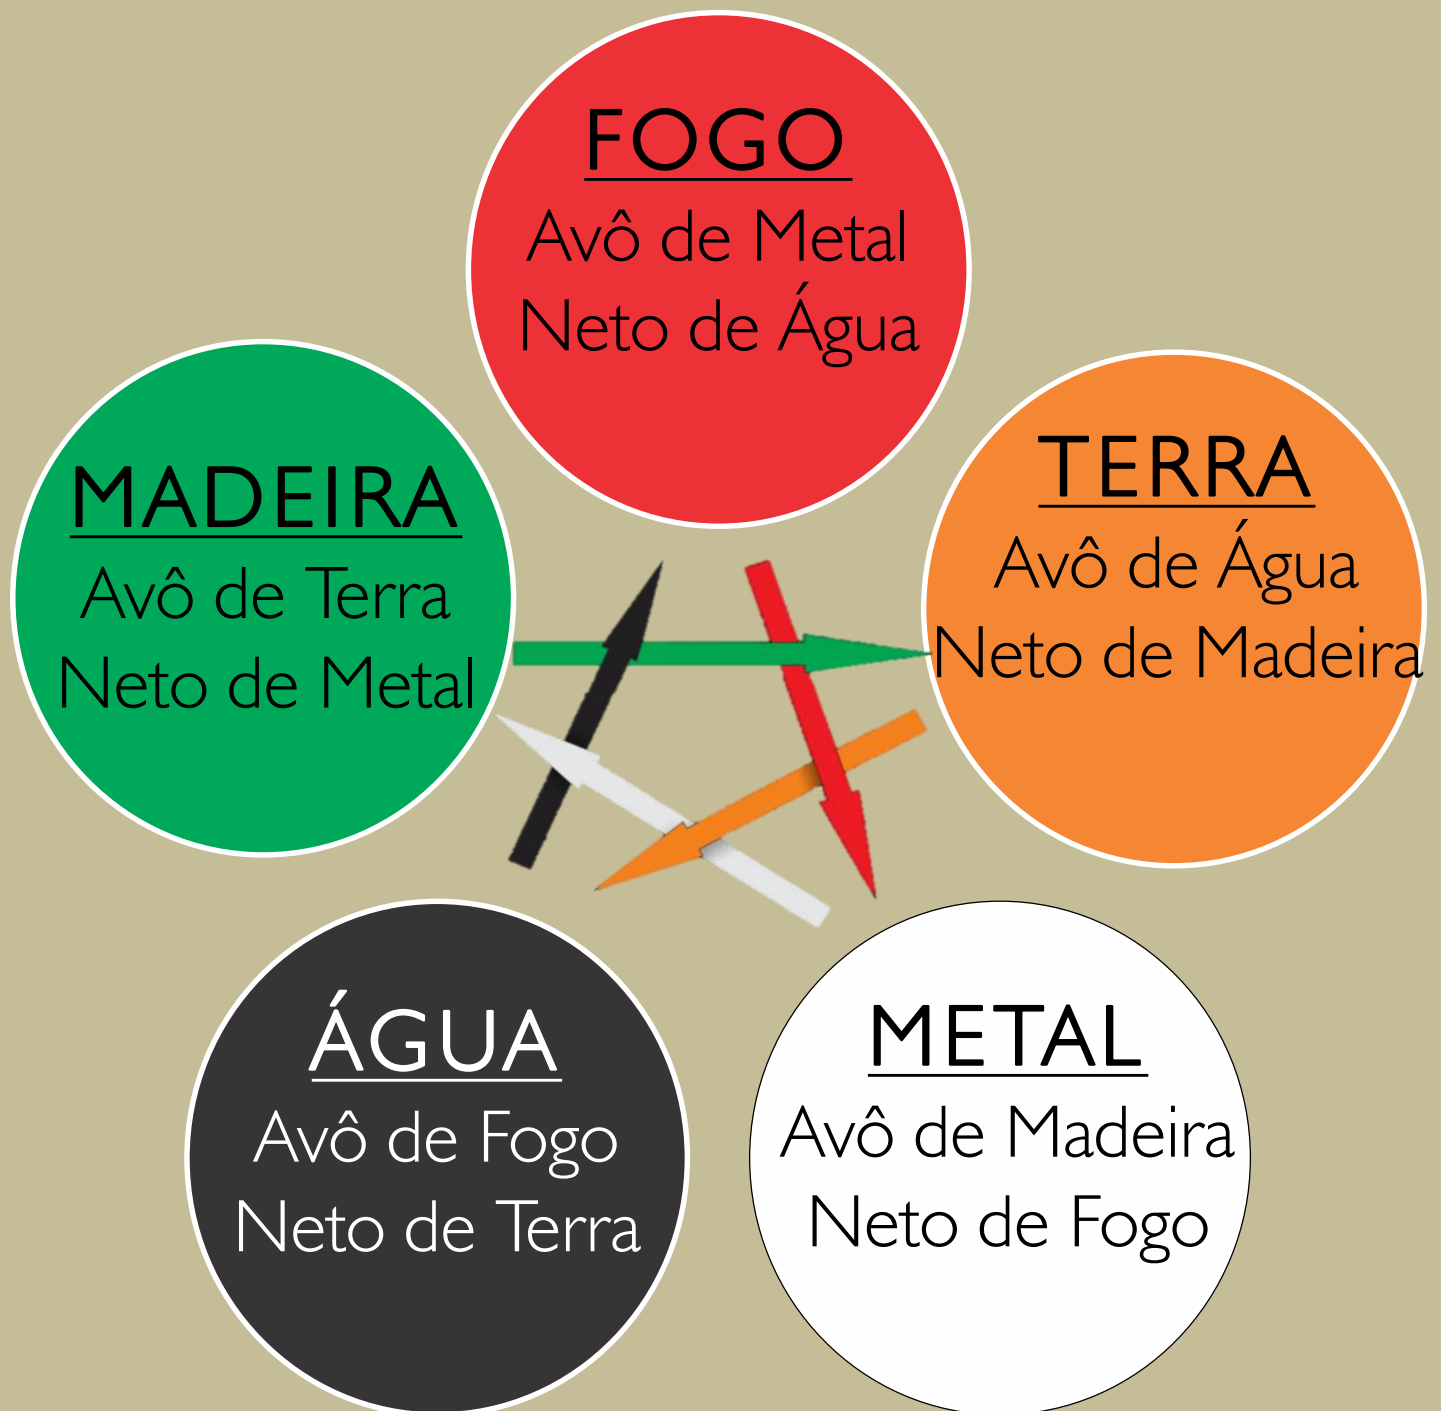 FOGO
Avô de Metal
Neto de Água
MADEIRA
Avô de Terra
Neto de Metal
TERRA
Avô de Água
Neto de Madeira
ÁGUA
Avô de Fogo
Neto de Terra
METAL
Avô de Madeira
Neto de Fogo